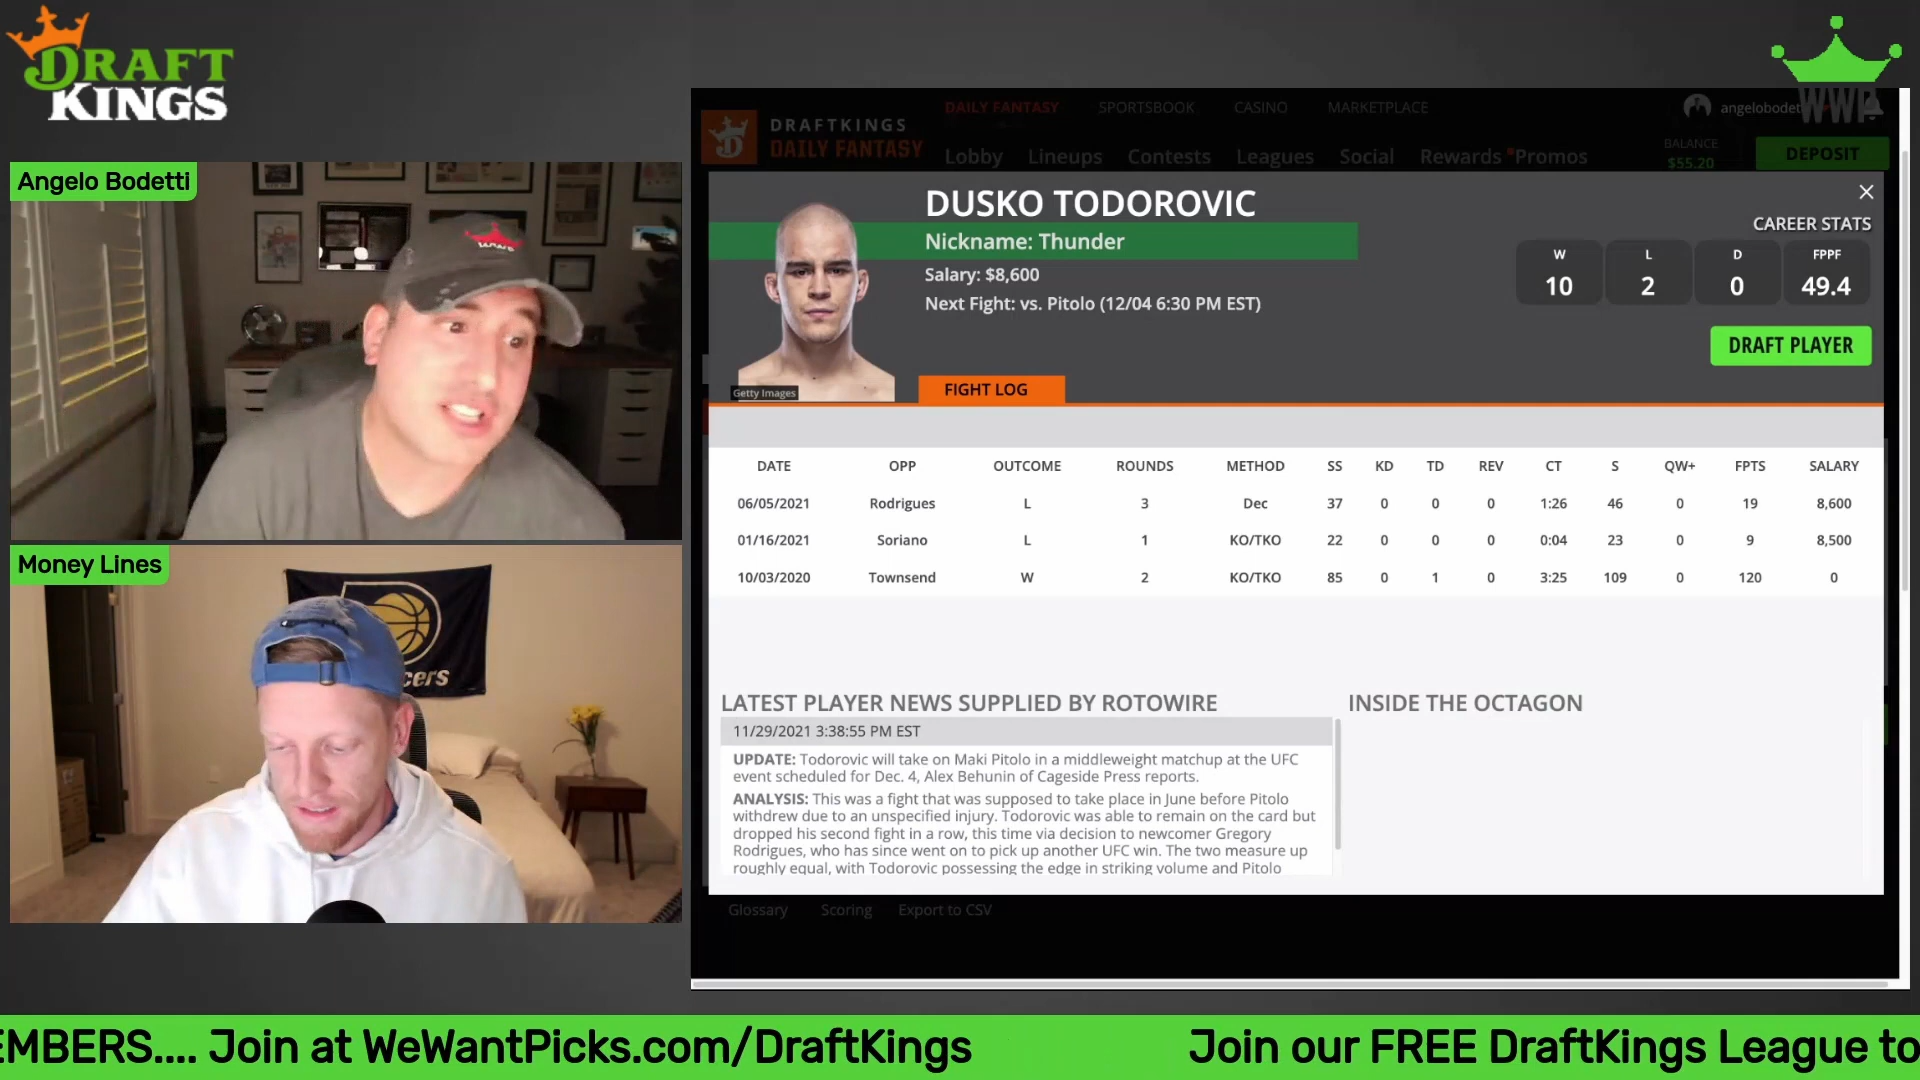 DRAFT
KINGS
WWP
DAILY FANTASY SPORTSBOOK CASINO MARKETPLACE
angelobodet
DRAFTKINGS
DAILY FANTASY
Lobby Lineups Contests Leagues Social Rewards Promos
BALANCE
$55.20
DEPOSIT
Angelo Bodetti
DUSKO TODOROVIC
Nickname: Thunder
Salary: $8,600
Next Fight: vs. Pitolo (12/04 6:30 PM EST)
CAREER STATS
W L D FPPF
10 2 0 49.4
DRAFT PLAYER
Getty Images
FIGHT LOG
DATE OPP OUTCOME ROUNDS METHOD SS KD TD REV CT S QW+ FPTS SALARY
06/05/2021 Rodrigues L 3 Dec 37 0 0 0 1:26 46 0 19 8,600
01/16/2021 Soriano L 1 KO/TKO 22 0 0 0 0:04 23 0 9 8,500
10/03/2020 Townsend W 2 KO/TKO 85 0 1 0 3:25 109 0 120 0
Money Lines
cers
LATEST PLAYER NEWS SUPPLIED BY ROTOWIRE
11/29/2021 3:38:55 PM EST
UPDATE: Todorovic will take on Maki Pitolo in a middleweight matchup at the UFC
event scheduled for Dec. 4, Alex Behunin of Cageside Press reports.
ANALYSIS: This was a fight that was supposed to take place in June before Pitolo
withdrew due to an unspecified injury. Todorovic was able to remain on the card but
dropped his second fight in a row, this time via decision to newcomer Gregory
Rodrigues, who has since went on to pick up another UFC win. The two measure up
roughly equal, with Todorovic possessing the edge in striking volume and Pitolo
INSIDE THE OCTAGON
Glossary Scoring Export to CSV
EMBERS.... Join at WeWantPicks.com/DraftKings Join our FREE DraftKings League to